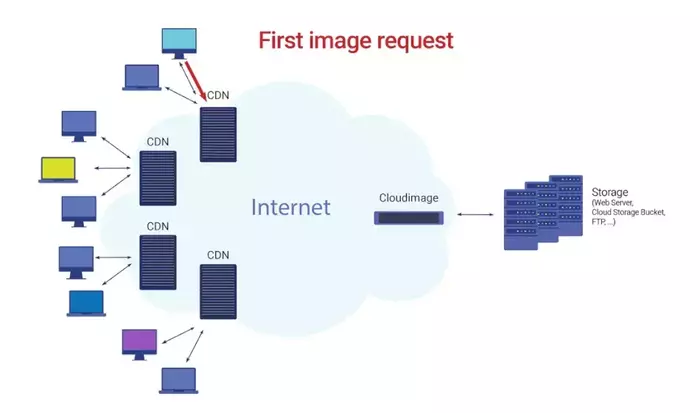 First image request
CDN
CDN
Internet
Cloudimage
Storage
(Web Server,
Cloud Storage Bucket,
FTP, ...)
CDN
CDN